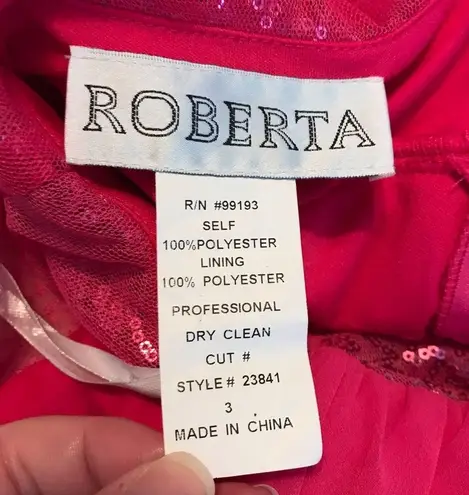 ROBERTA
R/N #99193
SELF
100%POLYESTER
LINING
100% POLYESTER
PROFESSIONAL
DRY CLEAN
CUT #
STYLE# 23841
3
MADE IN CHINA